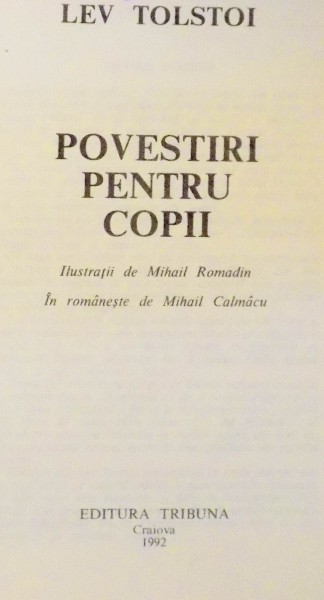 LEV TOLSTOI
POVESTIRI
PENTRU
COPII
Ilustrații de Mihail Romadin
În românește de Mihail Calmâcu
EDITURA TRIBUNA
Craiova
1992